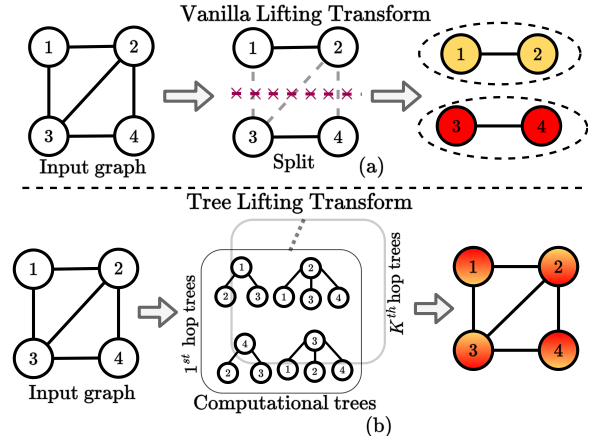 Vanilla Lifting Transform
1 2 1 2 1 2
3 4 3 4 3 4
Input graph Split (a)
Tree Lifting Transform
1 2 1 2 1 2
2 3 1 3 4
3 4 4 3 3 4
2 3 1 2 4
1st hop trees
Kth hop trees
Input graph Computational trees (b)